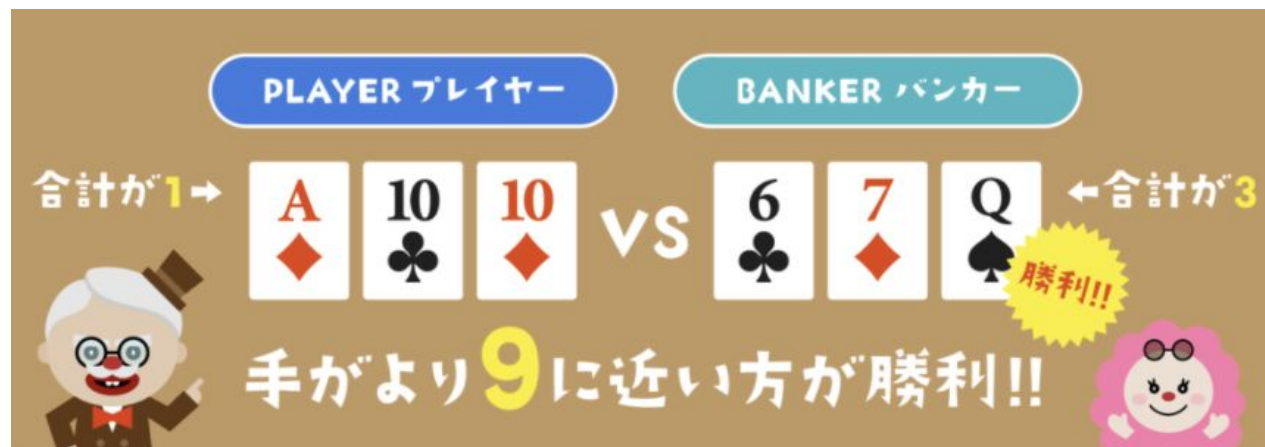 PLAYER プレイヤー
BANKER バンカー
合計が1→
A
10
10
VS
6
7
Q
←合計が3
勝利!!
手がより9に近い方が勝利!!